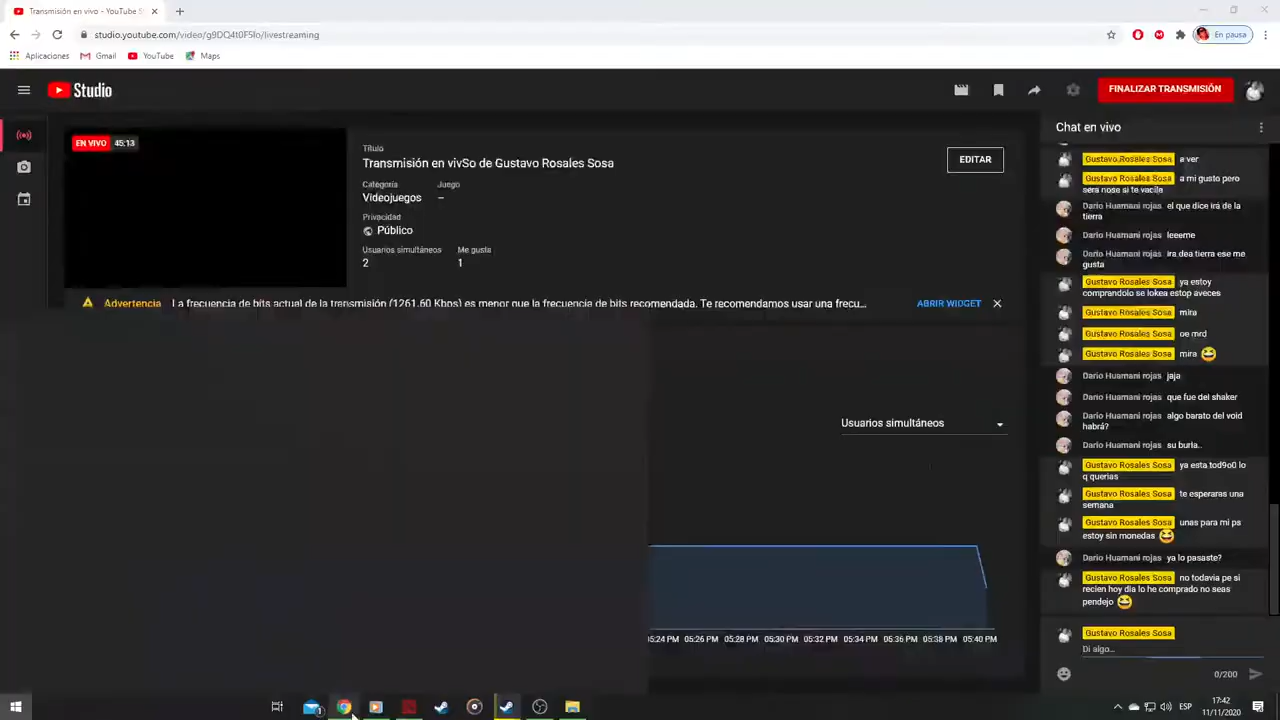 Transmisión en vivo S
studio.youtube.com/video/g9DQ4t0F5lo/livestreaming
En pausa
Aplicaciones
Gmail
YouTube
Maps
Studio
FINALIZAR TRANSMISIÓN
EN VIVO 45:13
Título
Transmisión en vivSo de Gustavo Rosales Sosa
EDITAR
Categoría Juego
Videojuegos –
Privacidad
Público
Usuarios simultáneos Me gusta
2 1
Advertencia La frecuencia de bits actual de la transmisión (1261.60 Kbps) es menor que la frecuencia de bits recomendada. Te recomendamos usar una frecu...
ABRIR WIDGET
Usuarios simultáneos
05:24 PM 05:26 PM 05:28 PM 05:30 PM 05:32 PM 05:34 PM 05:36 PM 05:38 PM 05:40 PM
Chat en vivo
Gustavo Rosales Sosa a ver
Gustavo Rosales Sosa a mi gusto pero
sera nose si te vacile
Dario Huamani rojas el que dice irá de la
tierra
Dario Huamani rojas leeeme
Dario Huamani rojas ira dea tierra ese me
gusta
Gustavo Rosales Sosa ya estoy
comprandolo se lokea estop aveces
Gustavo Rosales Sosa mira
Gustavo Rosales Sosa oe mrd
Gustavo Rosales Sosa mira
Dario Huamani rojas jaja
Dario Huamani rojas que fue del shaker
Dario Huamani rojas algo barato del void
habrá?
Dario Huamani rojas su burla..
Gustavo Rosales Sosa ya esta tod9o0 lo
q querias
Gustavo Rosales Sosa te esperaras una
semana
Gustavo Rosales Sosa unas para mi pa
estoy sin monedas
Dario Huamani rojas ya lo pasaste?
Gustavo Rosales Sosa no todavia pe si
recien hoy dia lo he comprado no seas
pendejo
Gustavo Rosales Sosa
Di algo...
0/200
ESP
17:42
11/11/2020